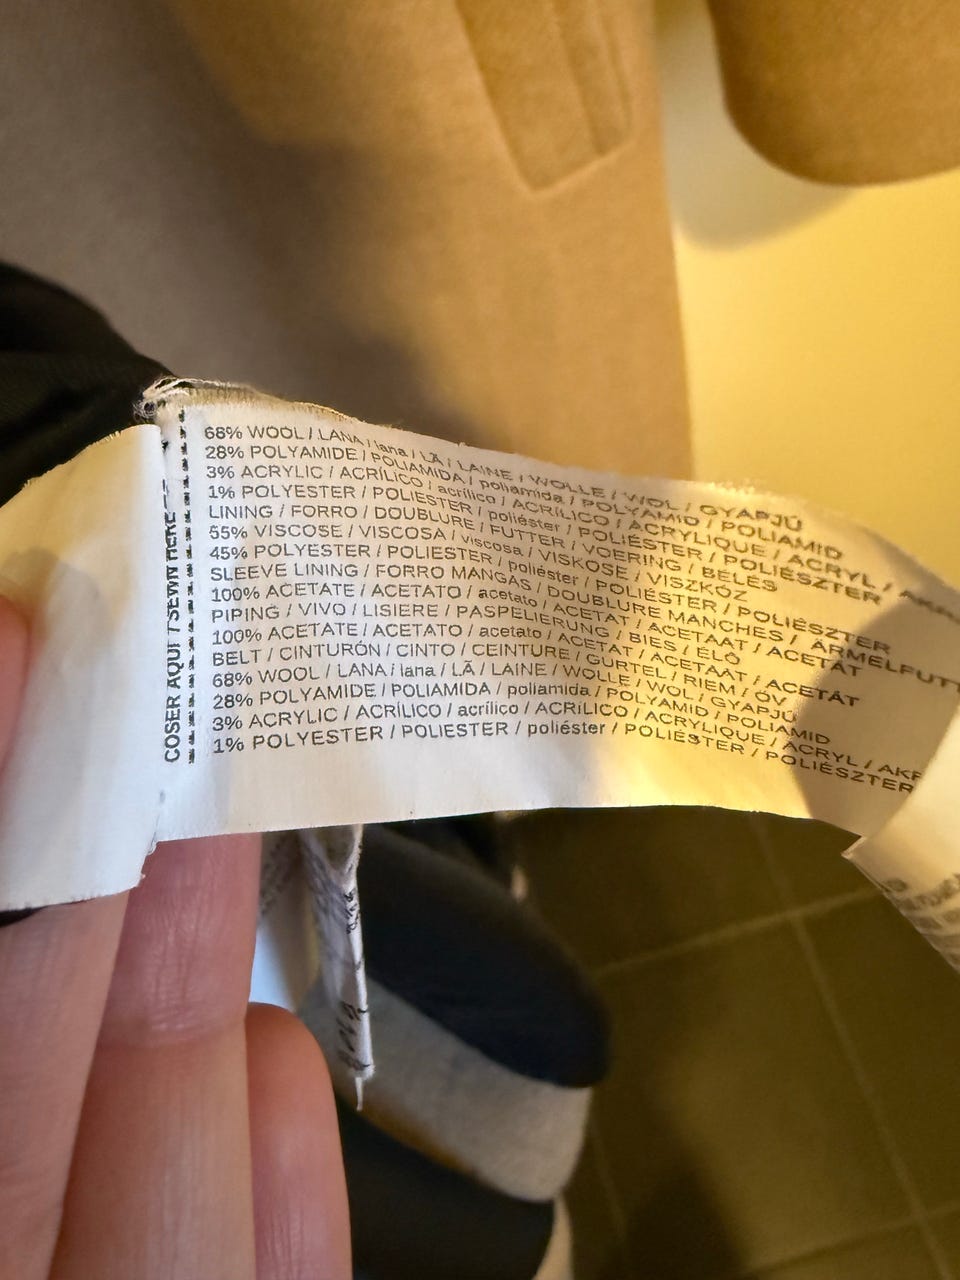 COSER AQUI / SEWN HERE
68% WOOL / LANA / lana / LÃ / LAINE / WOLLE / WOL / GYAPJÚ
28% POLYAMIDE / POLIAMIDA / poliamida / POLYAMID / POLIAMID
3% ACRYLIC / ACRÍLICO / acrílico / ACRÍLICO / ACRYLIQUE / ACRYL /
1% POLYESTER / POLIESTER / poliéster / POLIÉSTER / POLIÉSZTER
LINING / FORRO / DOUBLURE / FUTTER / VOERING / BÉLÉS
55% VISCOSE / VISCOSA / viscosa / VISKOSE / VISZKÓZ
45% POLYESTER / POLIESTER / poliéster / POLIÉSTER / POLIÉSZTER
SLEEVE LINING / FORRO MANGAS / DOUBLURE MANCHES / ÄRMELFUTT
100% ACETATE / ACETATO / acetato / ACETAT / ACETAAT / ACETÁT
PIPING / VIVO / LISIERE / PASPELIERUNG / BIES / ÉLŐ
100% ACETATE / ACETATO / acetato / ACETAT / ACETAAT / ACETÁT
BELT / CINTURÓN / CINTO / CEINTURE / GÜRTEL / RIEM / ÖV
68% WOOL / LANA / lana / LÃ / LAINE / WOLLE / WOL / GYAPJÚ
28% POLYAMIDE / POLIAMIDA / poliamida / POLYAMID / POLIAMID
3% ACRYLIC / ACRÍLICO / acrílico / ACRÍLICO / ACRYLIQUE / ACRYL / AKR
1% POLYESTER / POLIESTER / poliéster / POLIÉSTER / POLIÉSZTER